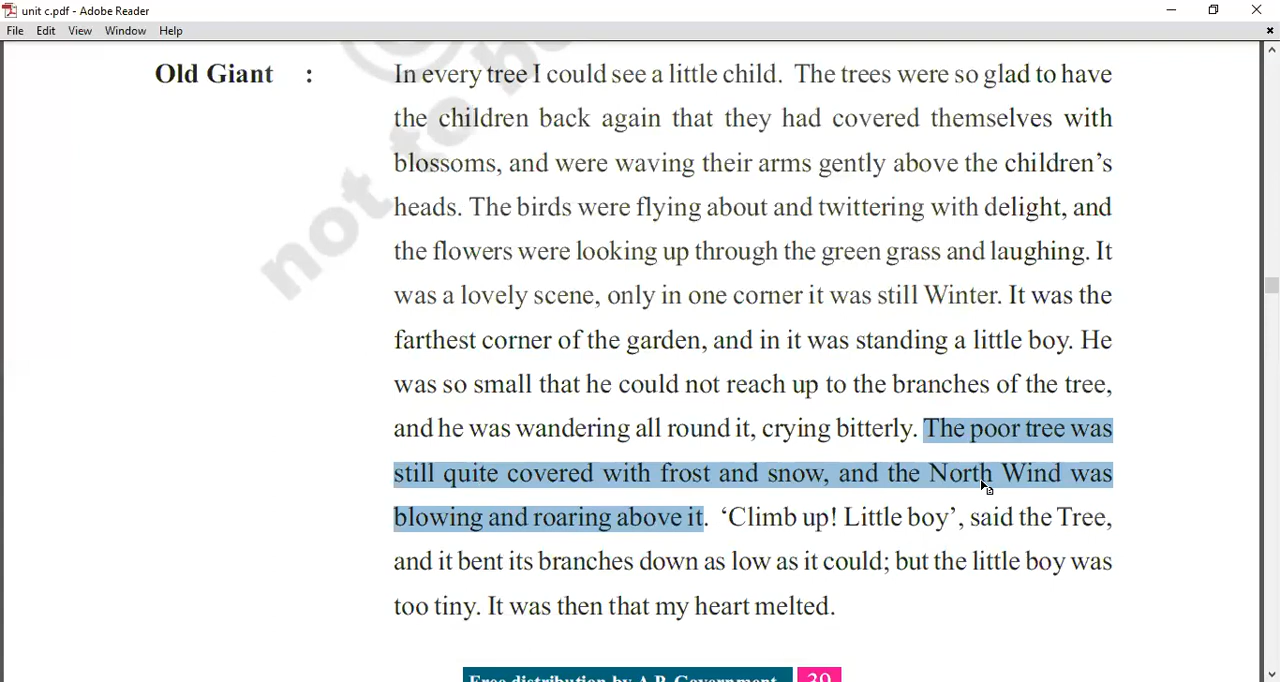 unit c.pdf - Adobe Reader
File Edit View Window Help
not to b
Old Giant : In every tree I could see a little child. The trees were so glad to have
the children back again that they had covered themselves with
blossoms, and were waving their arms gently above the children's
heads. The birds were flying about and twittering with delight, and
the flowers were looking up through the green grass and laughing. It
was a lovely scene, only in one corner it was still Winter. It was the
farthest corner of the garden, and in it was standing a little boy. He
was so small that he could not reach up to the branches of the tree,
and he was wandering all round it, crying bitterly. The poor tree was
still quite covered with frost and snow, and the North Wind was
blowing and roaring above it. ‘Climb up! Little boy’, said the Tree,
and it bent its branches down as low as it could; but the little boy was
too tiny. It was then that my heart melted.
Free distribution by A.P. Government